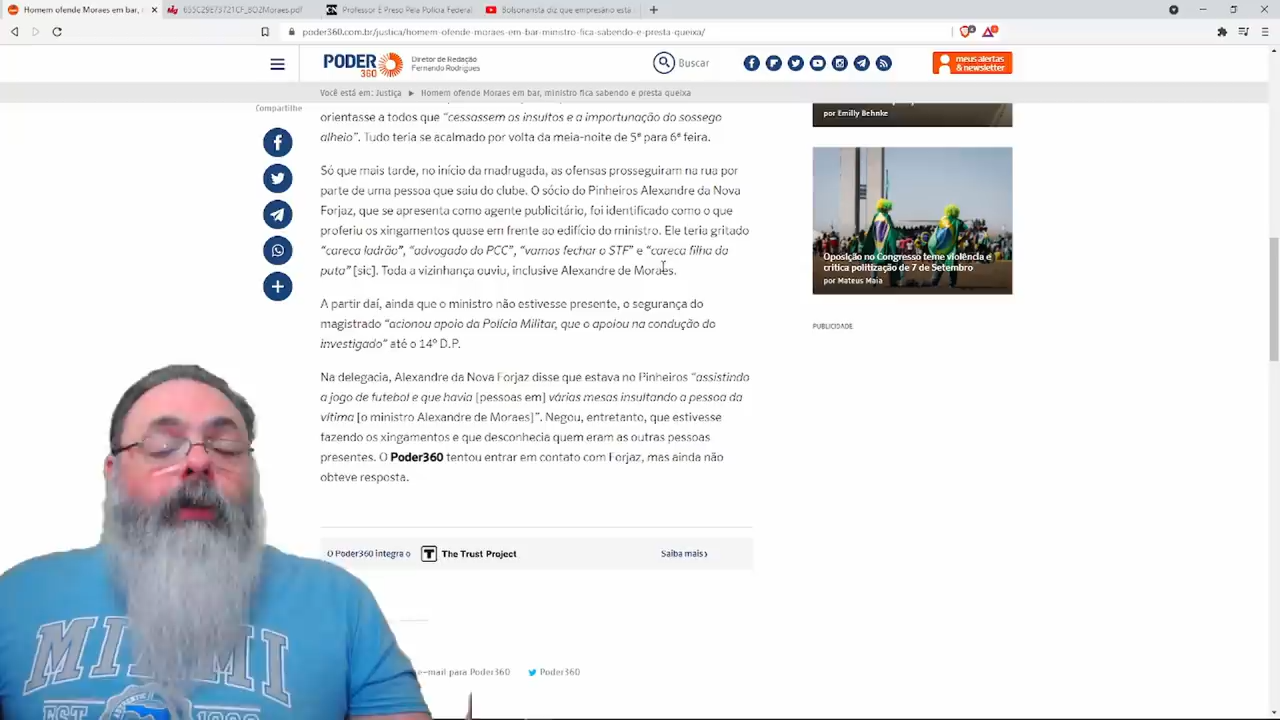 Homem ofende Moraes em bar,
635C29E73721CF_BO2Moraes.pdf
Professor É Preso Pela Polícia Federal
Bolsonarista diz que empresário está
poder360.com.br/justica/homem-ofende-moraes-em-bar-ministro-fica-sabendo-e-presta-queixa/
PODER 360
Diretor de Redação
Fernando Rodrigues
Buscar
meus alertas
& newsletter
Você está em: Justiça ► Homem ofende Moraes em bar, ministro fica sabendo e presta queixa
Compartilhe
orientasse a todos que “cessassem os insultos e a importunação do sossego
alheio”. Tudo teria se acalmado por volta da meia-noite de 5ª para 6ª feira.
Só que mais tarde, no início da madrugada, as ofensas prosseguiram na rua por
parte de uma pessoa que saiu do clube. O sócio do Pinheiros Alexandre da Nova
Forjaz, que se apresenta como agente publicitário, foi identificado como o que
proferiu os xingamentos quase em frente ao edifício do ministro. Ele teria gritado
“careca ladrão”, “advogado do PCC”, “vamos fechar o STF” e “careca filha da
puta” [sic]. Toda a vizinhança ouviu, inclusive Alexandre de Moraes.
A partir daí, ainda que o ministro não estivesse presente, o segurança do
magistrado “acionou apoio da Polícia Militar, que o apoiou na condução do
investigado” até o 14º D.P.
Na delegacia, Alexandre da Nova Forjaz disse que estava no Pinheiros “assistindo
a jogo de futebol e que havia [pessoas em] várias mesas insultando a pessoa da
vítima [o ministro Alexandre de Moraes]”. Negou, entretanto, que estivesse
fazendo os xingamentos e que desconhecia quem eram as outras pessoas
presentes. O Poder360 tentou entrar em contato com Forjaz, mas ainda não
obteve resposta.
O Poder360 integra o
T The Trust Project
Saiba mais ›
e-mail para Poder360
Poder360
por Emilly Behnke
Oposição no Congresso teme violência e
critica politização de 7 de Setembro
por Mateus Maia
PUBLICIDADE
MIAMI